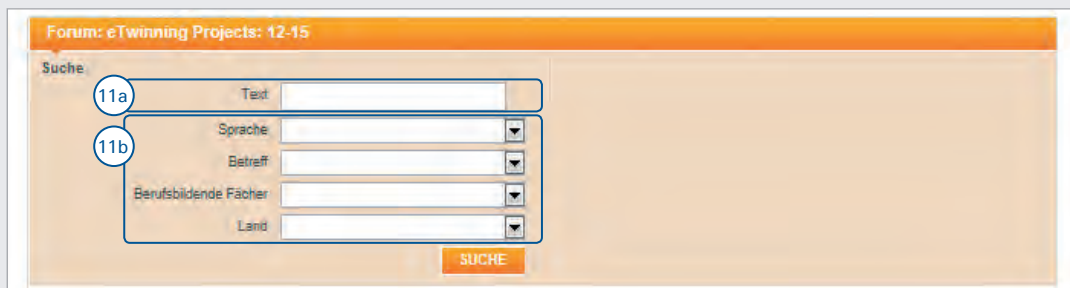 Forum: eTwinning Projects: 12-15
Suche
11a
Text
11b
Sprache
Betreff
Berufsbildende Fächer
Land
SUCHE